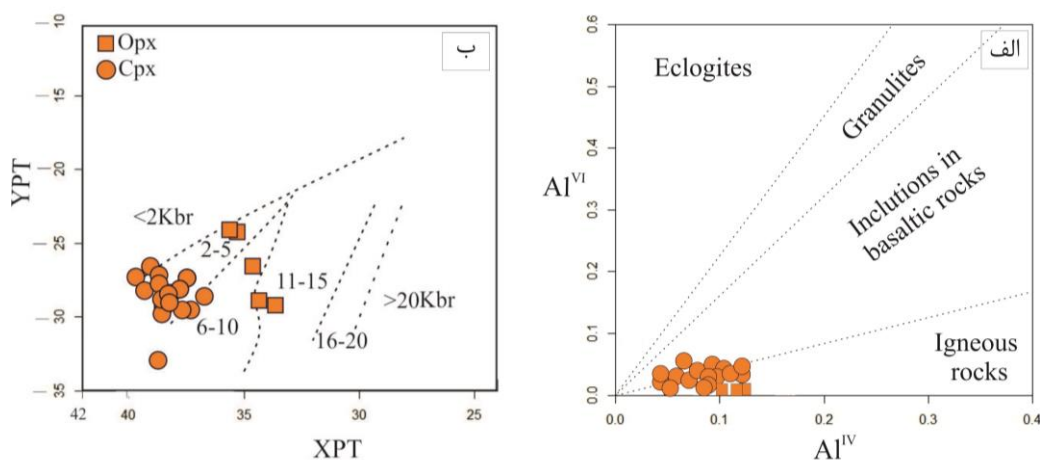 ب
Opx
Cpx
10
15
20
25
30
35
YPT
<2Kbr
2-5
6-10
11-15
16-20
>20Kbr
42
40
35
30
25
XPT
الف
Eclogites
Granulites
Inclutions in
basaltic rocks
Igneous
rocks
Al^VI
0.6
0.5
0.4
0.3
0.2
0.1
0.0
0.0
0.1
0.2
0.3
0.4
Al^IV